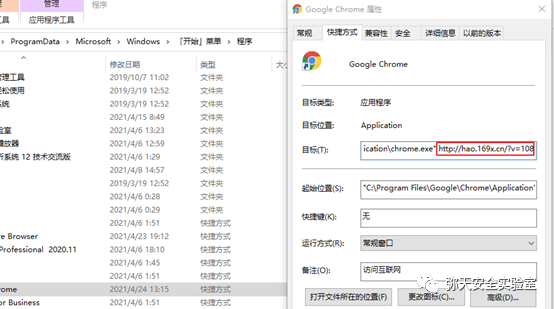 管理
程序
应用程序工具
ProgramData › Microsoft › Windows › 「开始」菜单 › 程序
修改日期
类型
大小
管理工具
2019/10/7 11:02
文件夹
轻松使用
2019/3/19 12:52
文件夹
系统
2019/3/19 12:52
文件夹
2021/4/15 8:49
文件夹
验室
2021/4/6 13:23
文件夹
播放器
2021/4/6 12:59
文件夹
析系统 12 技术交流版
2021/4/6 1:29
文件夹
2021/4/8 14:58
文件夹
2019/3/19 12:52
文件夹
2021/4/6 0:28
文件夹
2021/4/6 0:29
文件夹
2021/4/6 1:51
快捷方式
e Browser
2021/4/23 19:12
快捷方式
Professional 2020.11
2021/4/6 18:10
快捷方式
2021/4/6 1:45
快捷方式
2021/4/6 1:51
快捷方式
rome
2021/4/24 13:15
快捷方式
or Business
2021/4/6 1:51
快捷方式
Google Chrome 属性
常规
快捷方式
兼容性
安全
详细信息
以前的版本
Google Chrome
目标类型:
应用程序
目标位置:
Application
目标(T):
ication\chrome.exe" http://hao.169x.cn/?v=108
起始位置(S):
"C:\Program Files\Google\Chrome\Application"
快捷键(K):
无
运行方式(R):
常规窗口
备注(O):
访问互联网
打开文件所在的位置(F)
更改图标(C)...
高级(D)...
弥天安全实验室